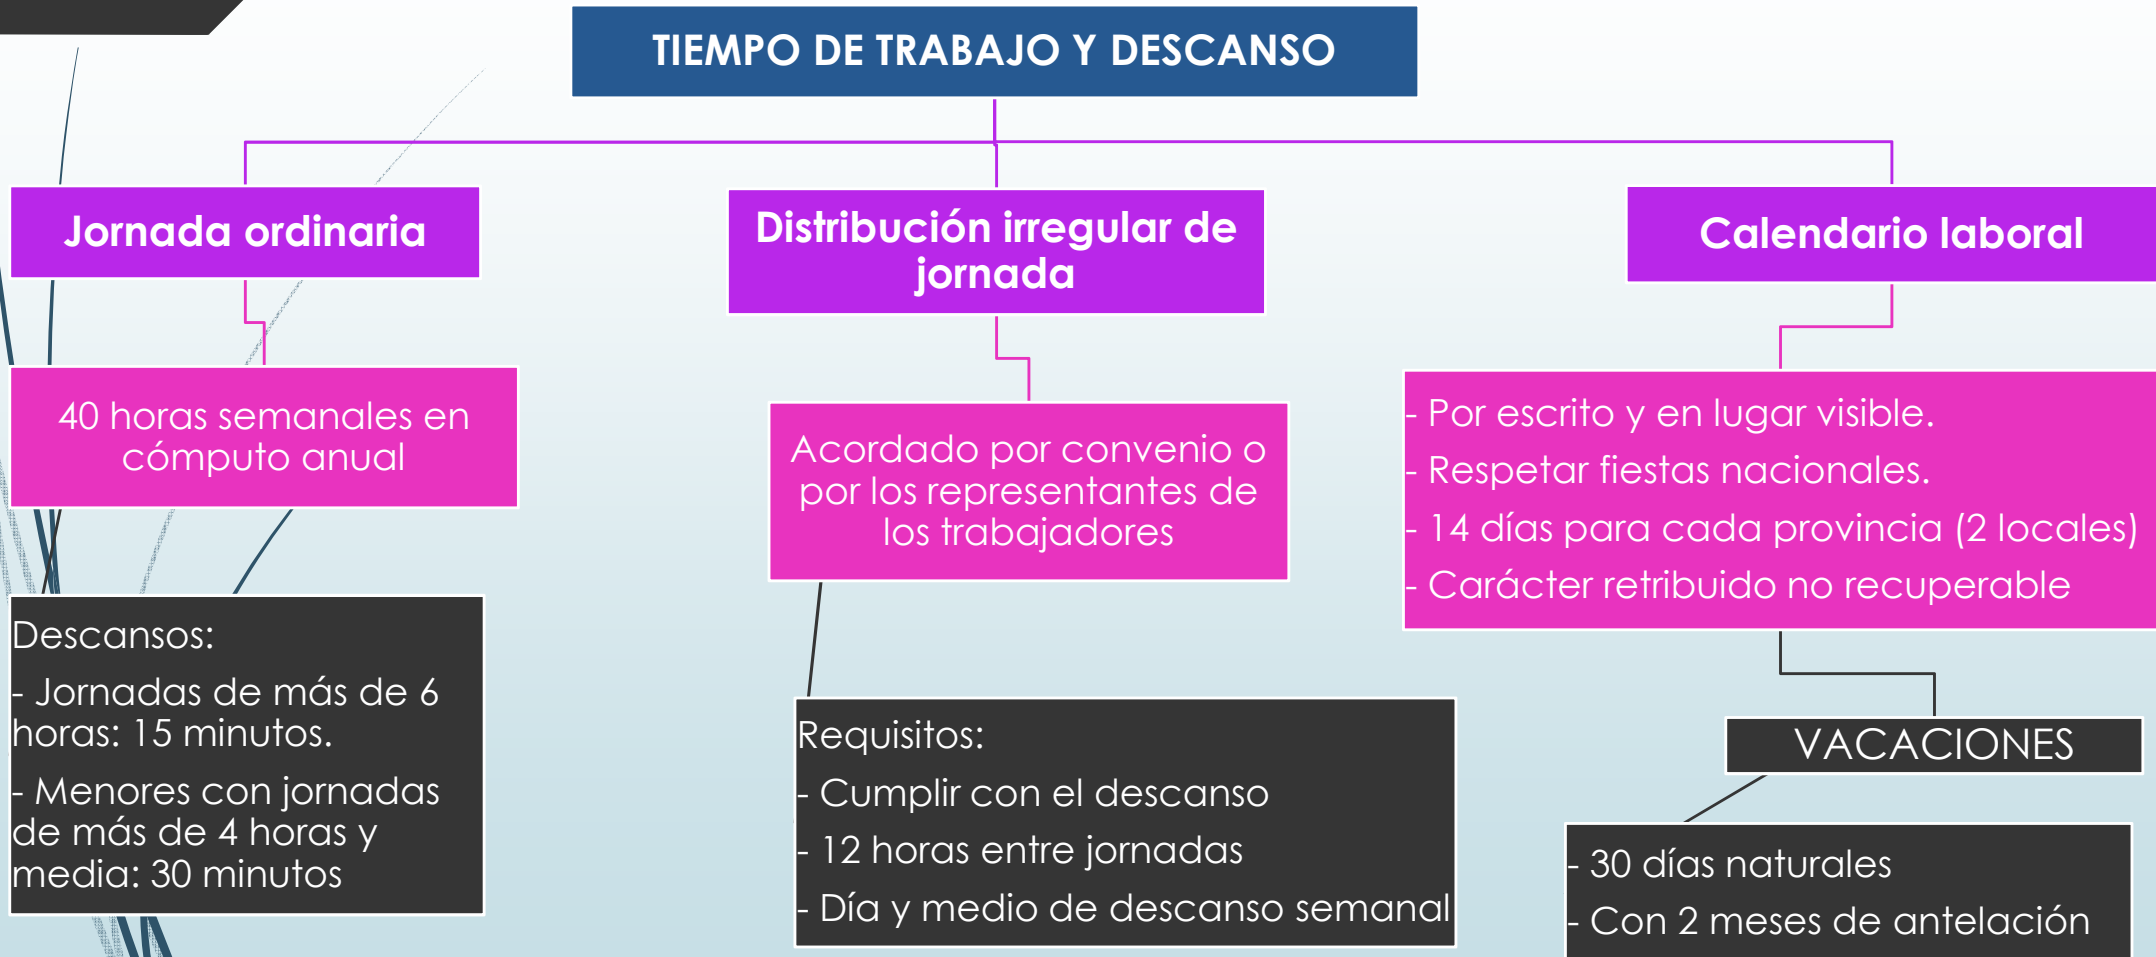 TIEMPO DE TRABAJO Y DESCANSO
Jornada ordinaria
40 horas semanales en
cómputo anual
Descansos:
- Jornadas de más de 6
horas: 15 minutos.
- Menores con jornadas
de más de 4 horas y
media: 30 minutos
Distribución irregular de
jornada
Acordado por convenio o
por los representantes de
los trabajadores
Requisitos:
- Cumplir con el descanso
- 12 horas entre jornadas
- Día y medio de descanso semanal
Calendario laboral
- Por escrito y en lugar visible.
- Respetar fiestas nacionales.
- 14 días para cada provincia (2 locales)
- Carácter retribuido no recuperable
VACACIONES
- 30 días naturales
- Con 2 meses de antelación